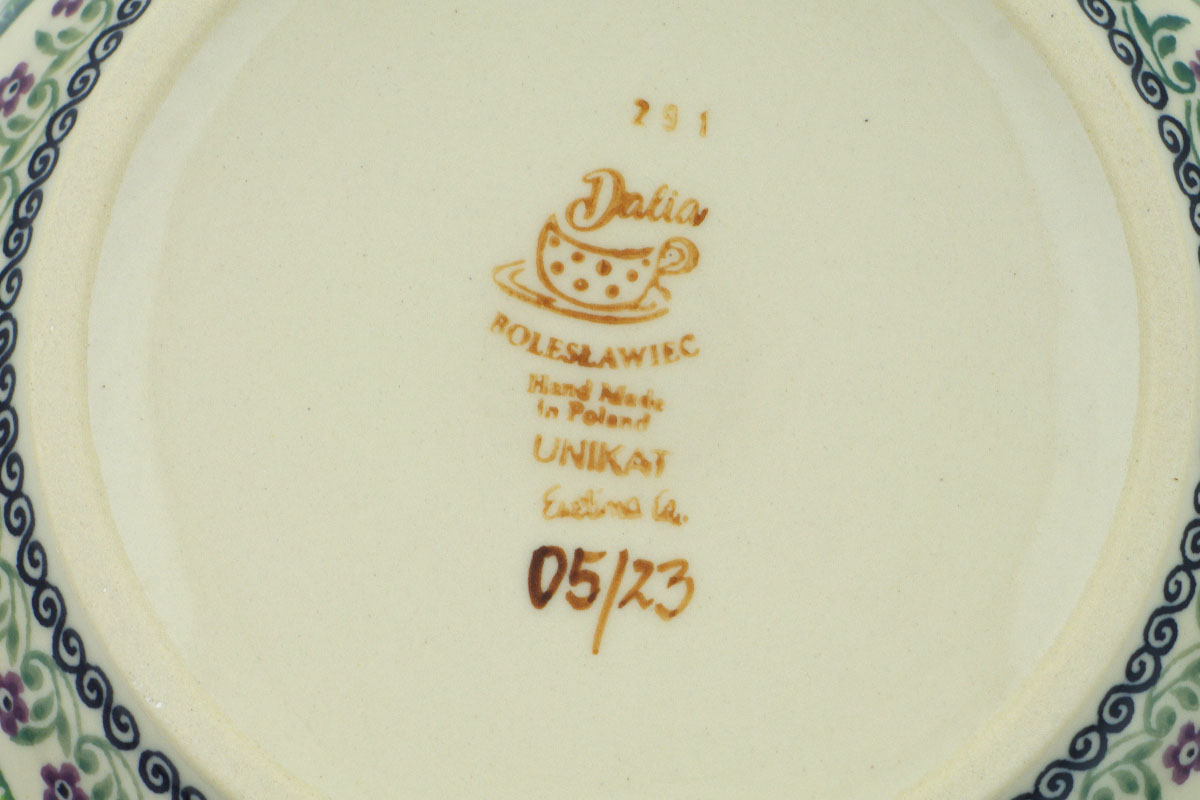 291
Dalia
BOLESŁAWIEC
Hand Made
in Poland
UNIKAT
05/23